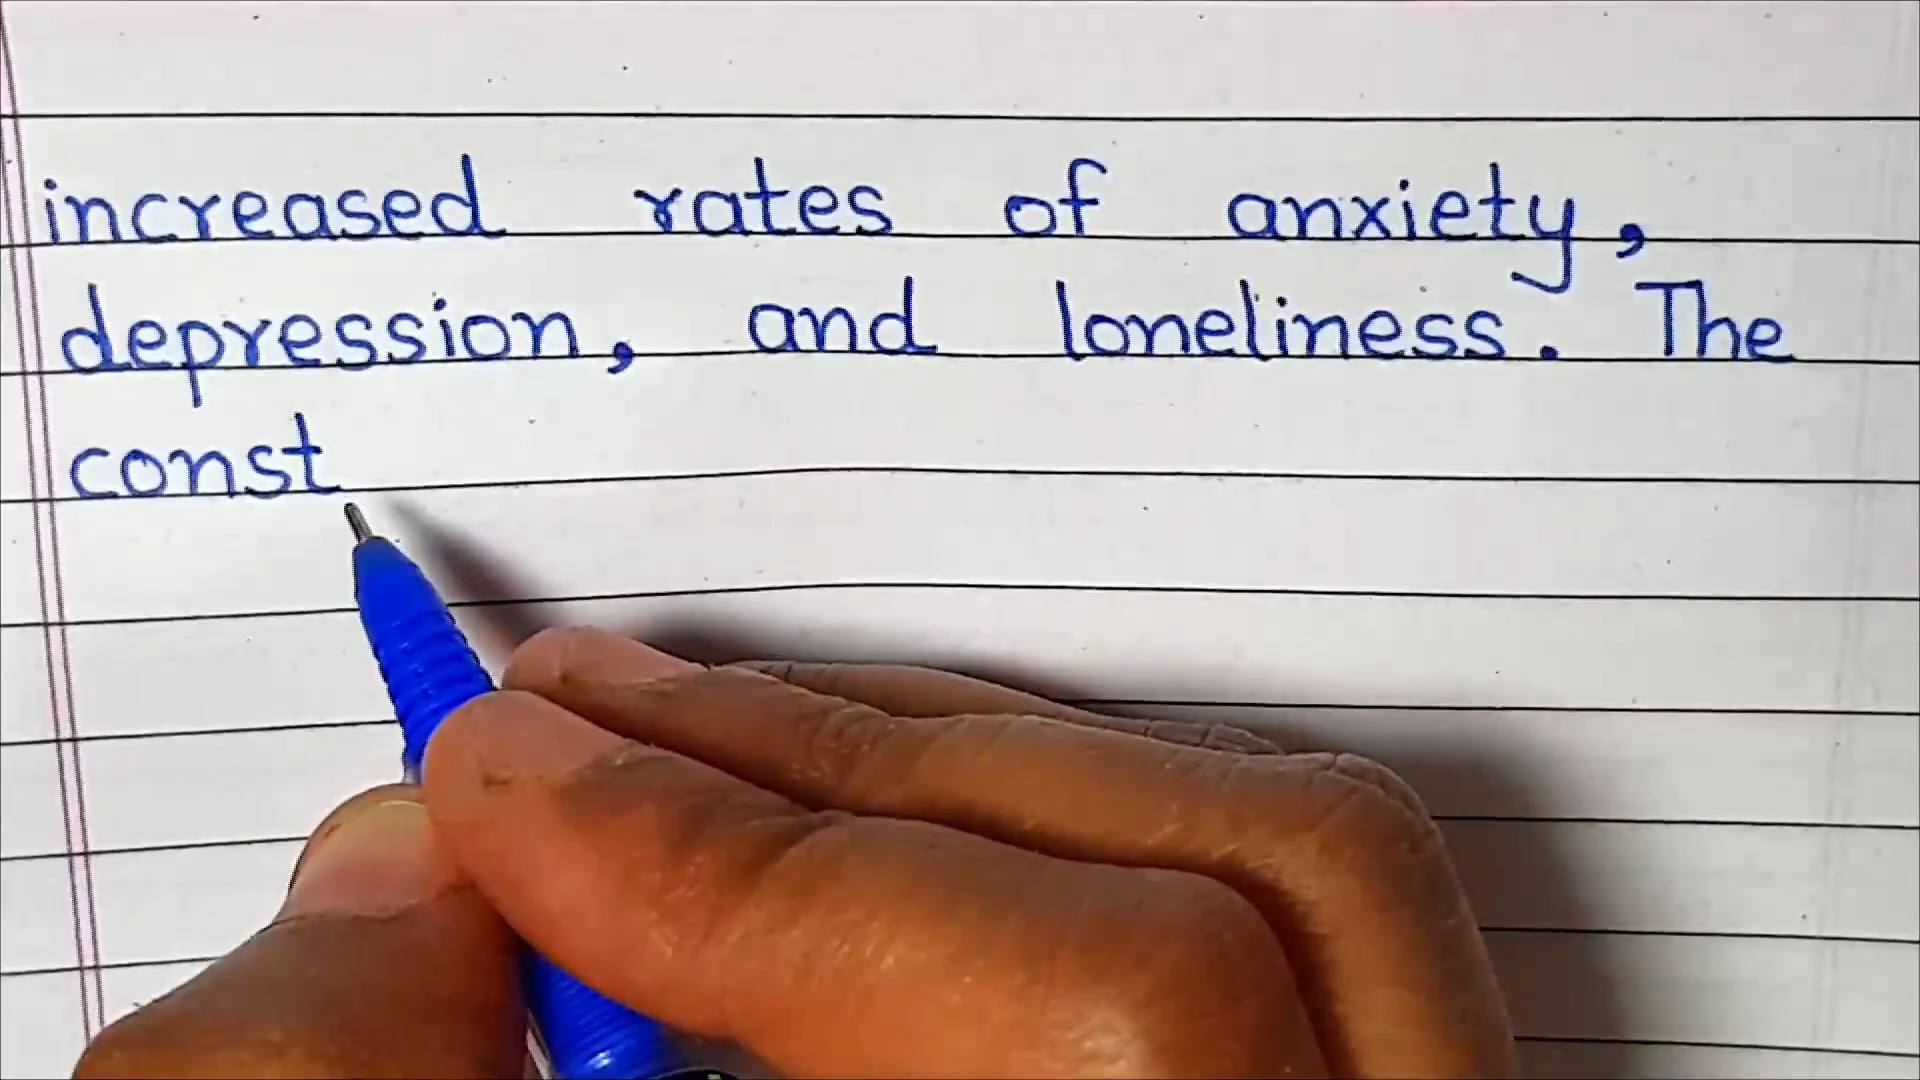 increased rates of anxiety,
depression, and loneliness. The
const